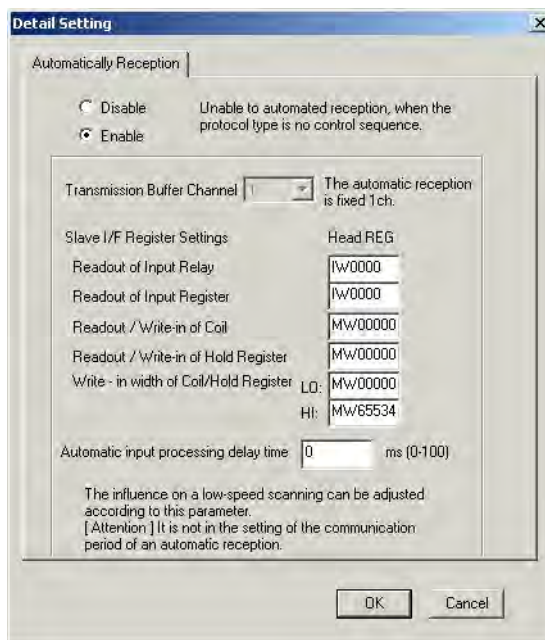 Detail Setting
Automatically Reception
Disable
Enable
Unable to automated reception, when the
protocol type is no control sequence.
Transmission Buffer Channel 1
The automatic reception
is fixed 1ch.
Slave I/F Register Settings Head REG
Readout of Input Relay IW0000
Readout of Input Register IW0000
Readout / Write-in of Coil MW00000
Readout / Write-in of Hold Register MW00000
Write - in width of Coil/Hold Register LO: MW00000
HI: MW65534
Automatic input processing delay time 0 ms (0-100)
The influence on a low-speed scanning can be adjusted
according to this parameter.
[ Attention ] It is not in the setting of the communication
period of an automatic reception.
OK Cancel